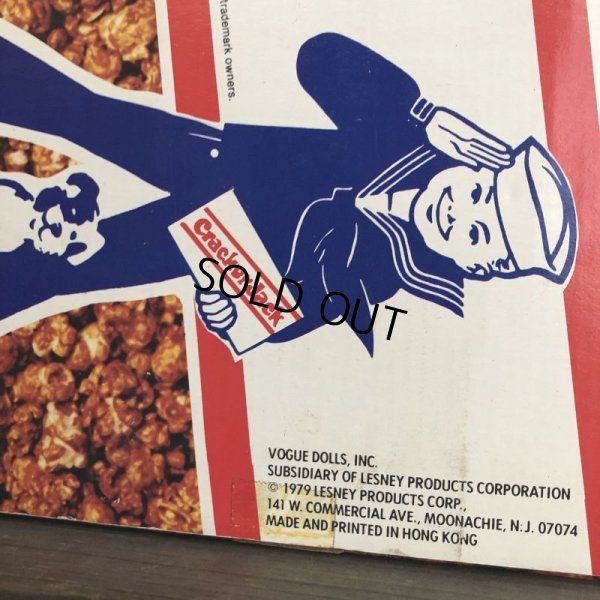 trademark owners.
Cracker Jack
SOLD OUT
VOGUE DOLLS, INC.
SUBSIDIARY OF LESNEY PRODUCTS CORPORATION
© 1979 LESNEY PRODUCTS CORP.,
141 W. COMMERCIAL AVE., MOONACHIE, N.J. 07074
MADE AND PRINTED IN HONG KONG